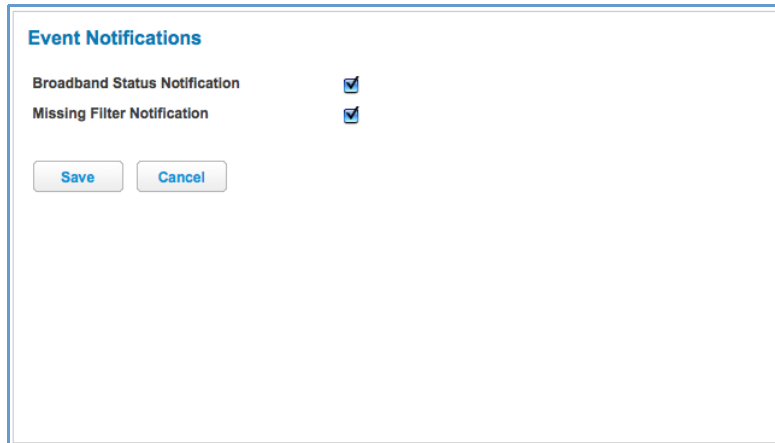 Event Notifications
Broadband Status Notification
Missing Filter Notification
Save Cancel